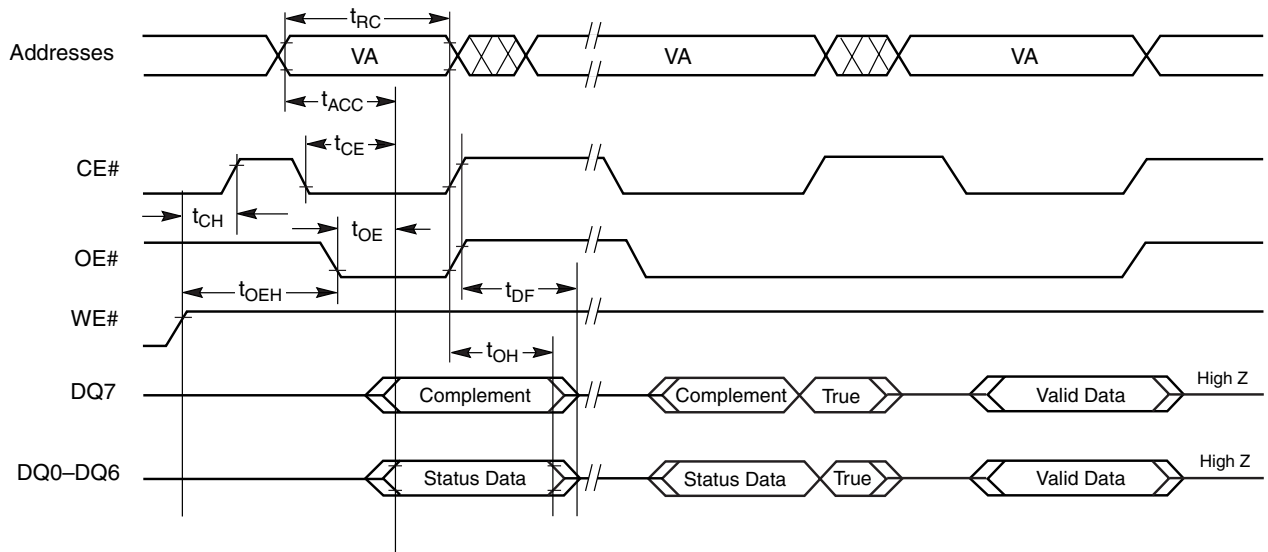 tRC
Addresses VA VA VA
tACC
tCE
CE#
tCH tOE
OE#
tOEH tDF
WE#
tOH
DQ7 Complement Complement True Valid Data High Z
DQ0–DQ6 Status Data Status Data True Valid Data High Z